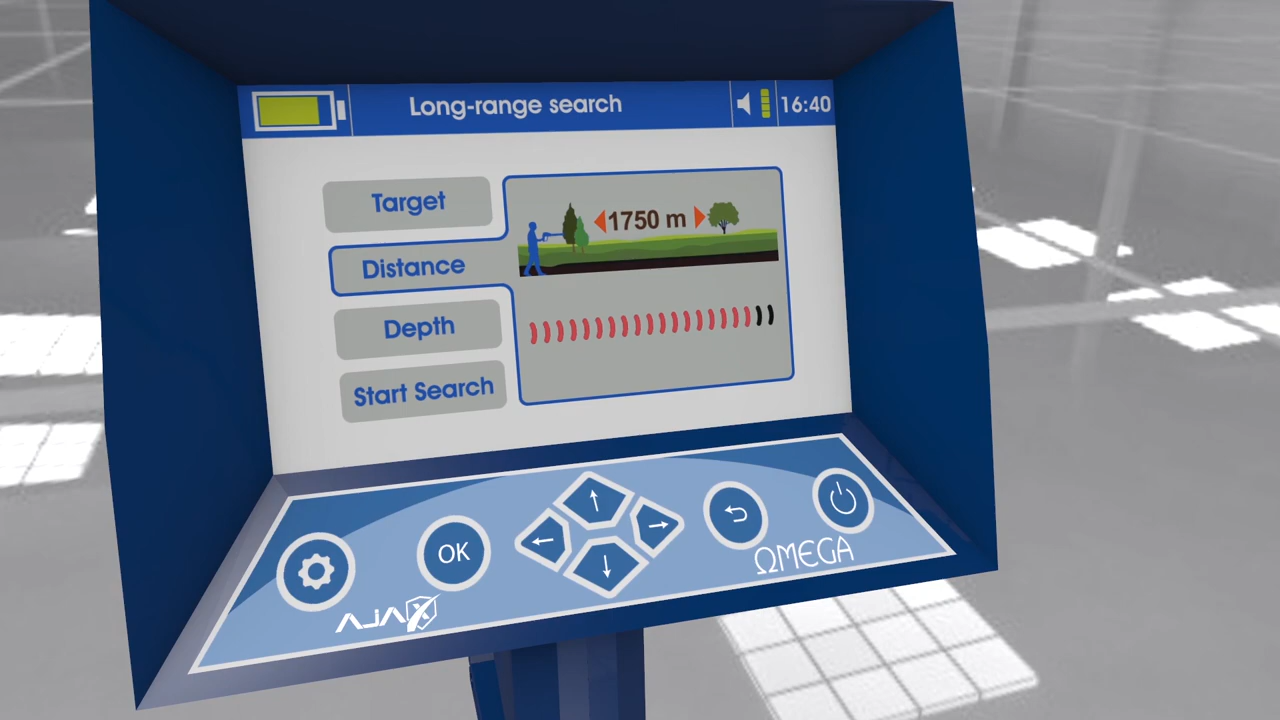 Long-range search
16:40
Target
1750 m
Distance
Depth
Start Search
OK
ΩMEGA
AJAX